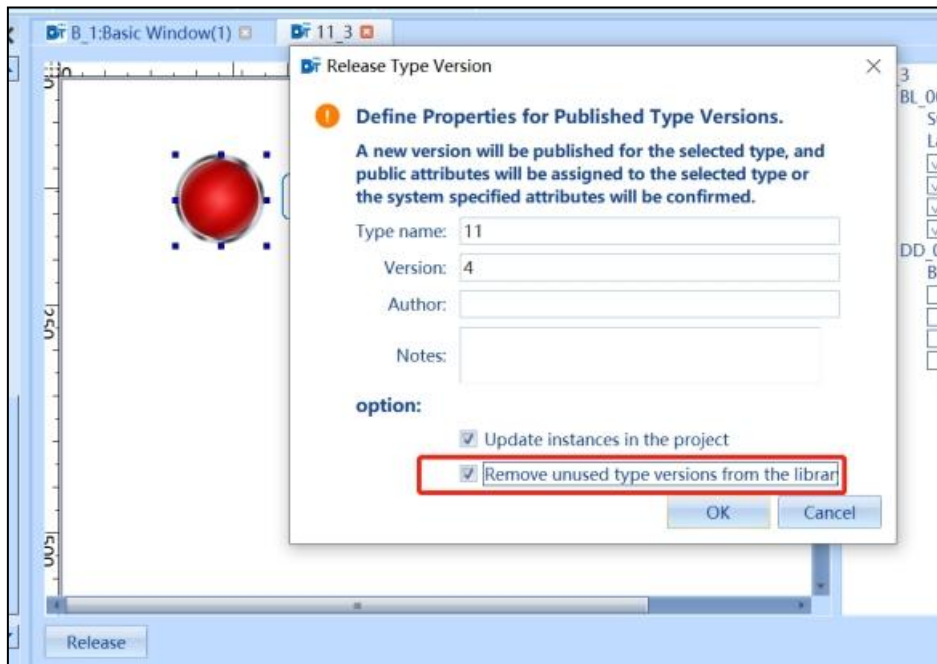 B_1:Basic Window(1)
11_3
Release Type Version
Define Properties for Published Type Versions.
A new version will be published for the selected type, and
public attributes will be assigned to the selected type or
the system specified attributes will be confirmed.
Type name: 11
Version: 4
Author:
Notes:
option:
Update instances in the project
Remove unused type versions from the librar
OK
Cancel
Release
250
500